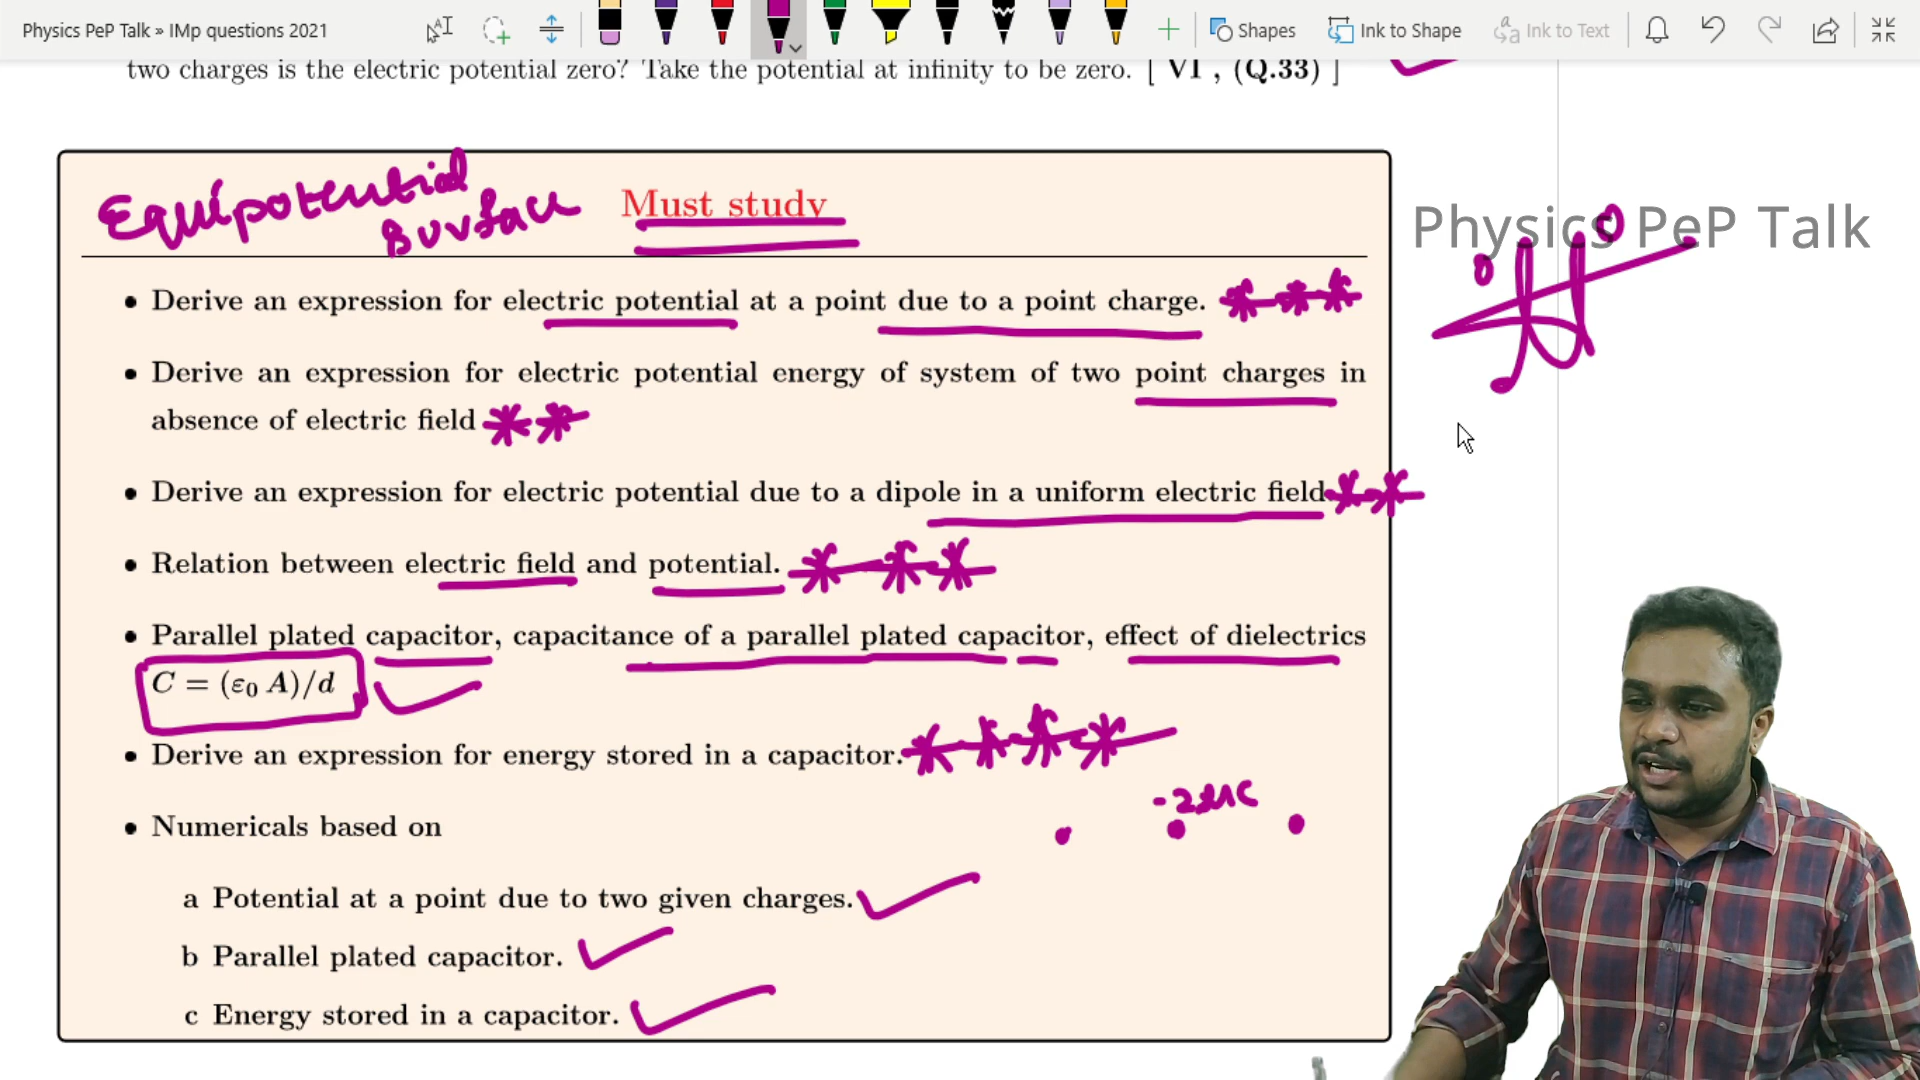 Physics PeP Talk » IMp questions 2021
Shapes
Ink to Shape
Ink to Text
two charges is the electric potential zero? Take the potential at infinity to be zero. [ VI , (Q.33) ]
Equipotential
Surface
Must study
Physics PeP Talk
• Derive an expression for electric potential at a point due to a point charge.
• Derive an expression for electric potential energy of system of two point charges in
absence of electric field
• Derive an expression for electric potential due to a dipole in a uniform electric field
• Relation between electric field and potential.
• Parallel plated capacitor, capacitance of a parallel plated capacitor, effect of dielectrics
C = (ε₀ A)/d
• Derive an expression for energy stored in a capacitor.
• Numericals based on
a Potential at a point due to two given charges.
b Parallel plated capacitor.
c Energy stored in a capacitor.